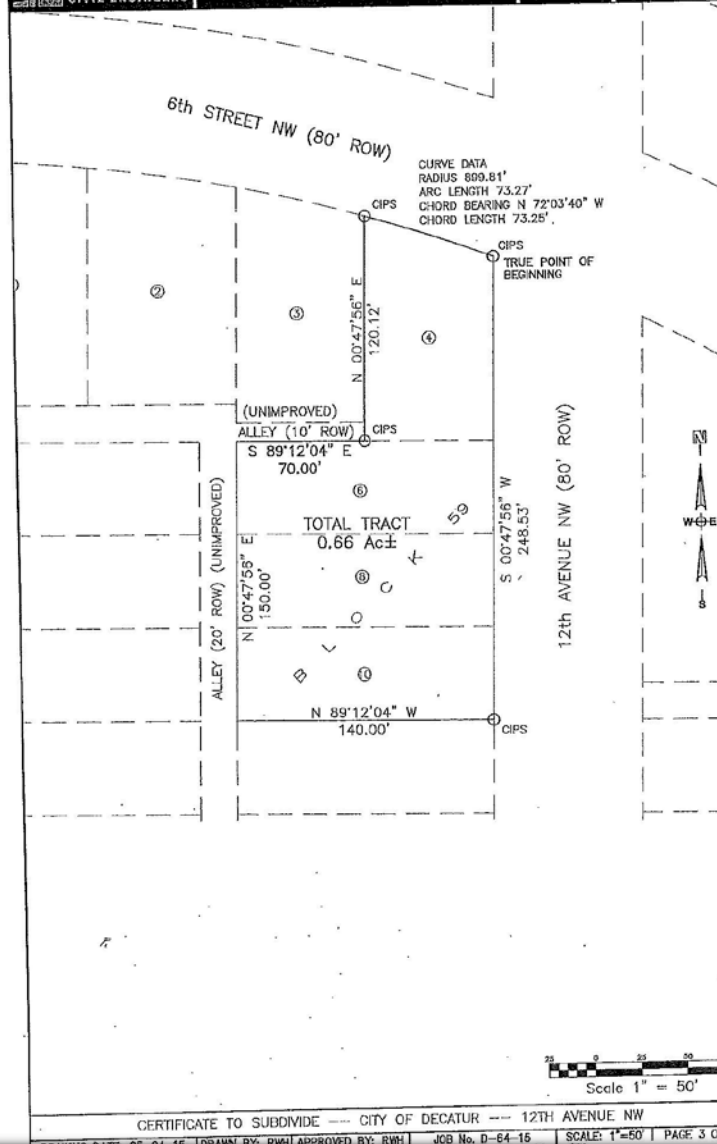 CIVIL ENGINEERS
6th STREET NW (80' ROW)
CURVE DATA
RADIUS 899.81'
ARC LENGTH 73.27'
CHORD BEARING N 72°03'40" W
CHORD LENGTH 73.25'
CIPS
CIPS
TRUE POINT OF
BEGINNING
2
3
4
N 00°47'56" E
120.12'
(UNIMPROVED)
ALLEY (10' ROW)
CIPS
S 89°12'04" E
70.00'
6
TOTAL TRACT
0.66 Ac±
8
10
BLOCK 59
ALLEY (20' ROW) (UNIMPROVED)
N 00°47'56" E
150.00'
S 00°47'56" W
248.53'
12th AVENUE NW (80' ROW)
N
W E
S
N 89°12'04" W
140.00'
CIPS
25 0 25 50
Scale 1" = 50'
CERTIFICATE TO SUBDIVIDE -- CITY OF DECATUR -- 12TH AVENUE NW
DRAWN BY: RWH APPROVED BY: RWH JOB No. D-64-15 SCALE: 1"=50' PAGE 3 O